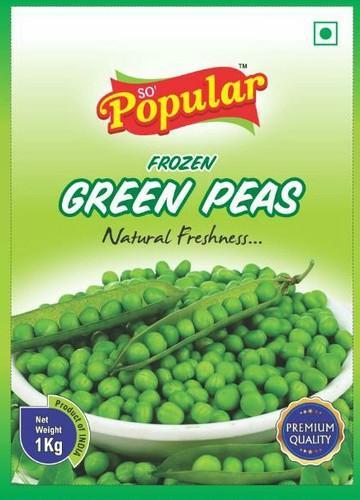 SO'
Popular
TM
FROZEN
GREEN PEAS
Natural Freshness...
Net
Weight
1Kg
Product of INDIA
PREMIUM
QUALITY